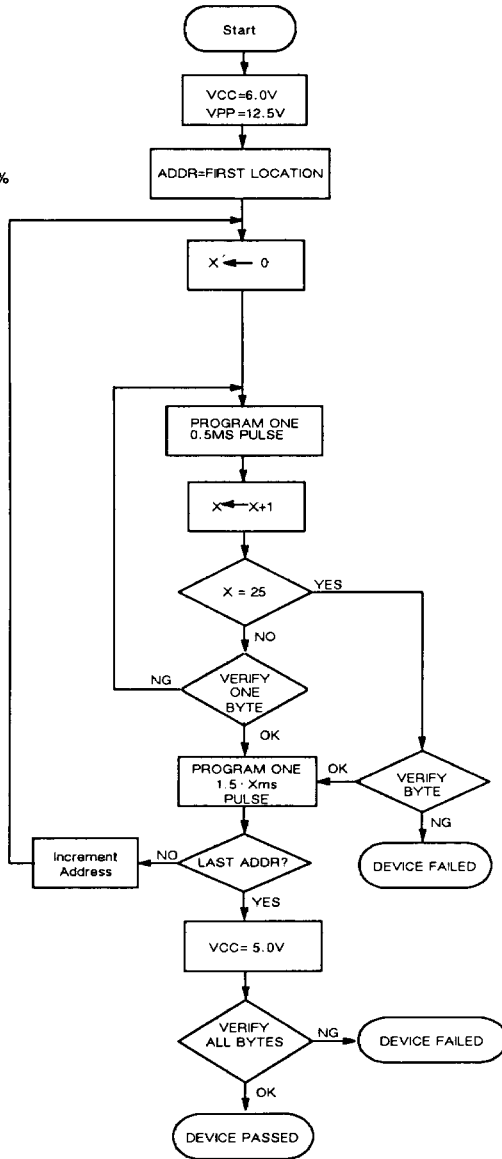 Start
VCC=6.0V
VPP=12.5V
%
ADDR=FIRST LOCATION
X ← 0
PROGRAM ONE
0.5MS PULSE
X ← X+1
X = 25
YES
NO
NG
VERIFY
ONE
BYTE
OK
PROGRAM ONE
1.5 · Xms
PULSE
OK
VERIFY
BYTE
NG
DEVICE FAILED
Increment
Address
NO
LAST ADDR?
YES
VCC= 5.0V
VERIFY
ALL BYTES
NG
DEVICE FAILED
OK
DEVICE PASSED